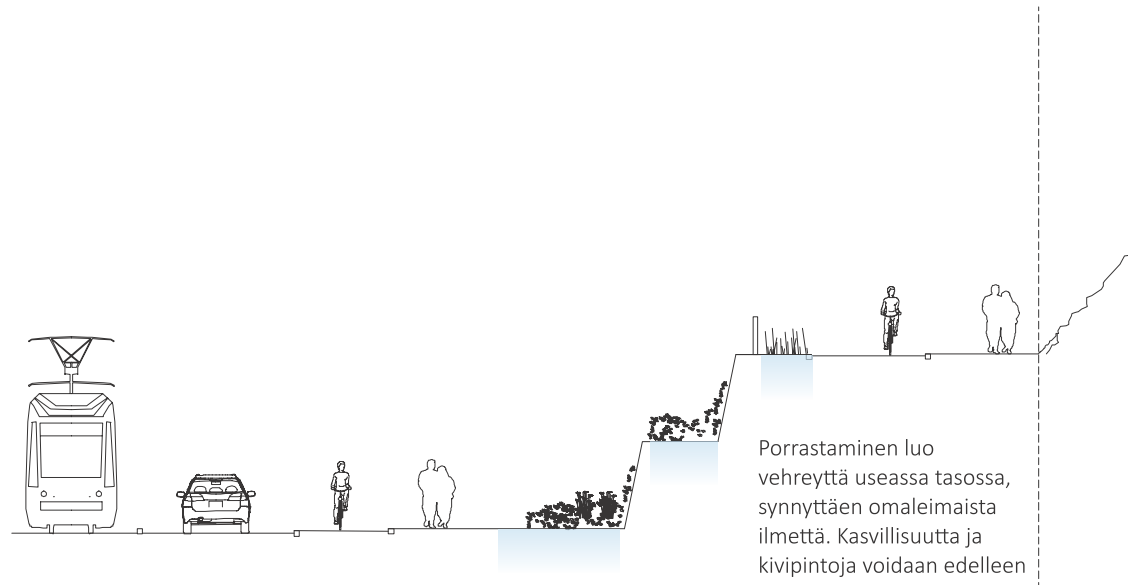 Porrastaminen luo
vehreyttä useassa tasossa,
synnyttäen omaleimaista
ilmettä. Kasvillisuutta ja
kivipintoja voidaan edelleen